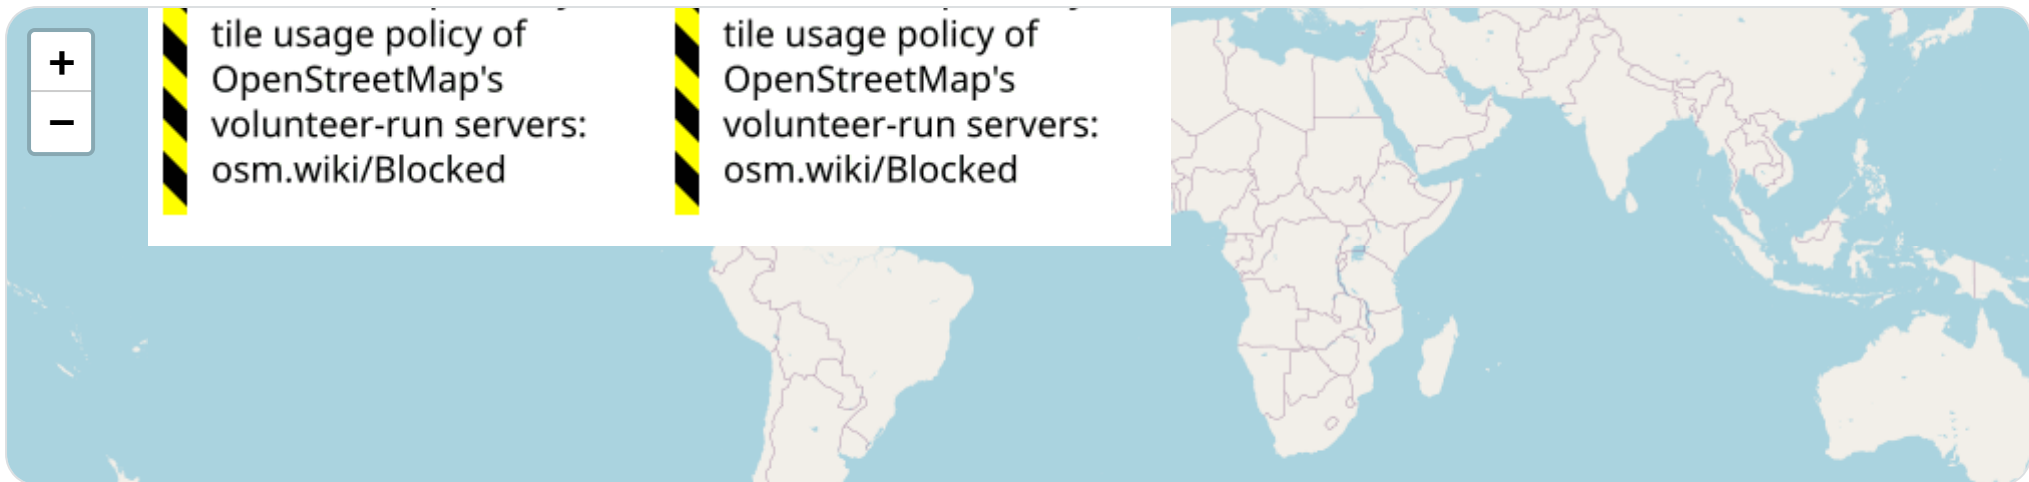 +
−
tile usage policy of
OpenStreetMap's
volunteer-run servers:
osm.wiki/Blocked
tile usage policy of
OpenStreetMap's
volunteer-run servers:
osm.wiki/Blocked